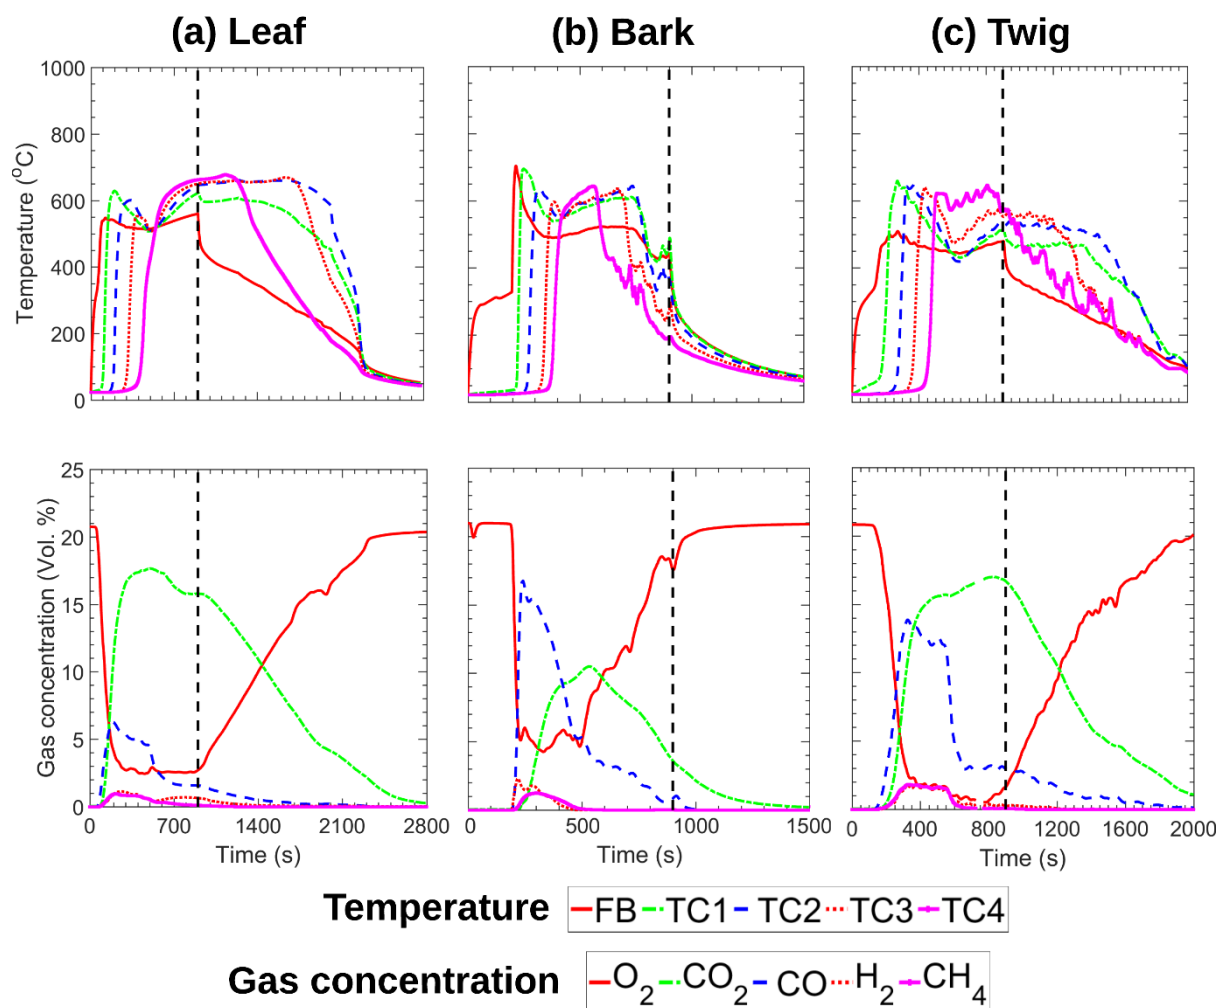 (a) Leaf (b) Bark (c) Twig
1000
800
600
400
200
0
Temperature (°C)
25
20
15
10
5
0
Gas concentration (Vol. %)
0 700 1400 2100 2800 0 500 1000 1500 0 400 800 1200 1600 2000
Time (s) Time (s) Time (s)
Temperature FB TC1 TC2 TC3 TC4
Gas concentration O₂ CO₂ CO H₂ CH₄